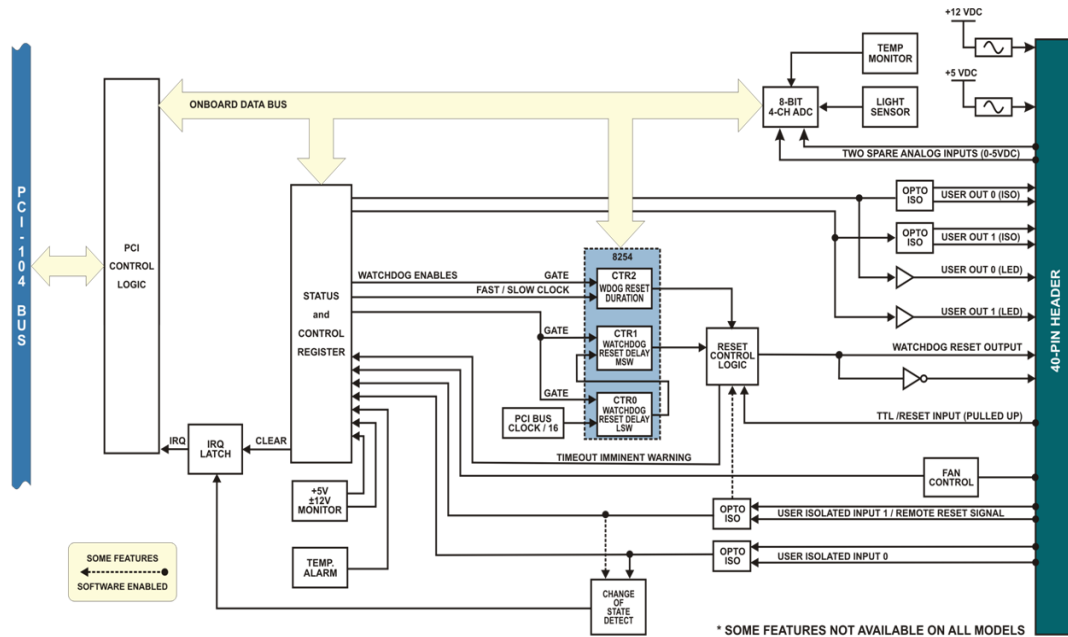 +12 VDC
+5 VDC
TEMP
MONITOR
8-BIT
4-CH ADC
LIGHT
SENSOR
ONBOARD DATA BUS
TWO SPARE ANALOG INPUTS (0-5VDC)
PCI-104 BUS
PCI
CONTROL
LOGIC
STATUS
and
CONTROL
REGISTER
OPTO
ISO
USER OUT 0 (ISO)
OPTO
ISO
USER OUT 1 (ISO)
USER OUT 0 (LED)
USER OUT 1 (LED)
40-PIN HEADER
8254
WATCHDOG ENABLES
GATE
FAST / SLOW CLOCK
CTR2
WDOG RESET
DURATION
GATE
CTR1
WATCHDOG
RESET DELAY
MSW
GATE
CTR0
WATCHDOG
RESET DELAY
LSW
PCI BUS
CLOCK / 16
RESET
CONTROL
LOGIC
WATCHDOG RESET OUTPUT
TTL /RESET INPUT (PULLED UP)
TIMEOUT IMMINENT WARNING
IRQ
IRQ
LATCH
CLEAR
FAN
CONTROL
+5V
±12V
MONITOR
OPTO
ISO
USER ISOLATED INPUT 1 / REMOTE RESET SIGNAL
OPTO
ISO
USER ISOLATED INPUT 0
TEMP.
ALARM
CHANGE
OF
STATE
DETECT
SOME FEATURES
SOFTWARE ENABLED
* SOME FEATURES NOT AVAILABLE ON ALL MODELS